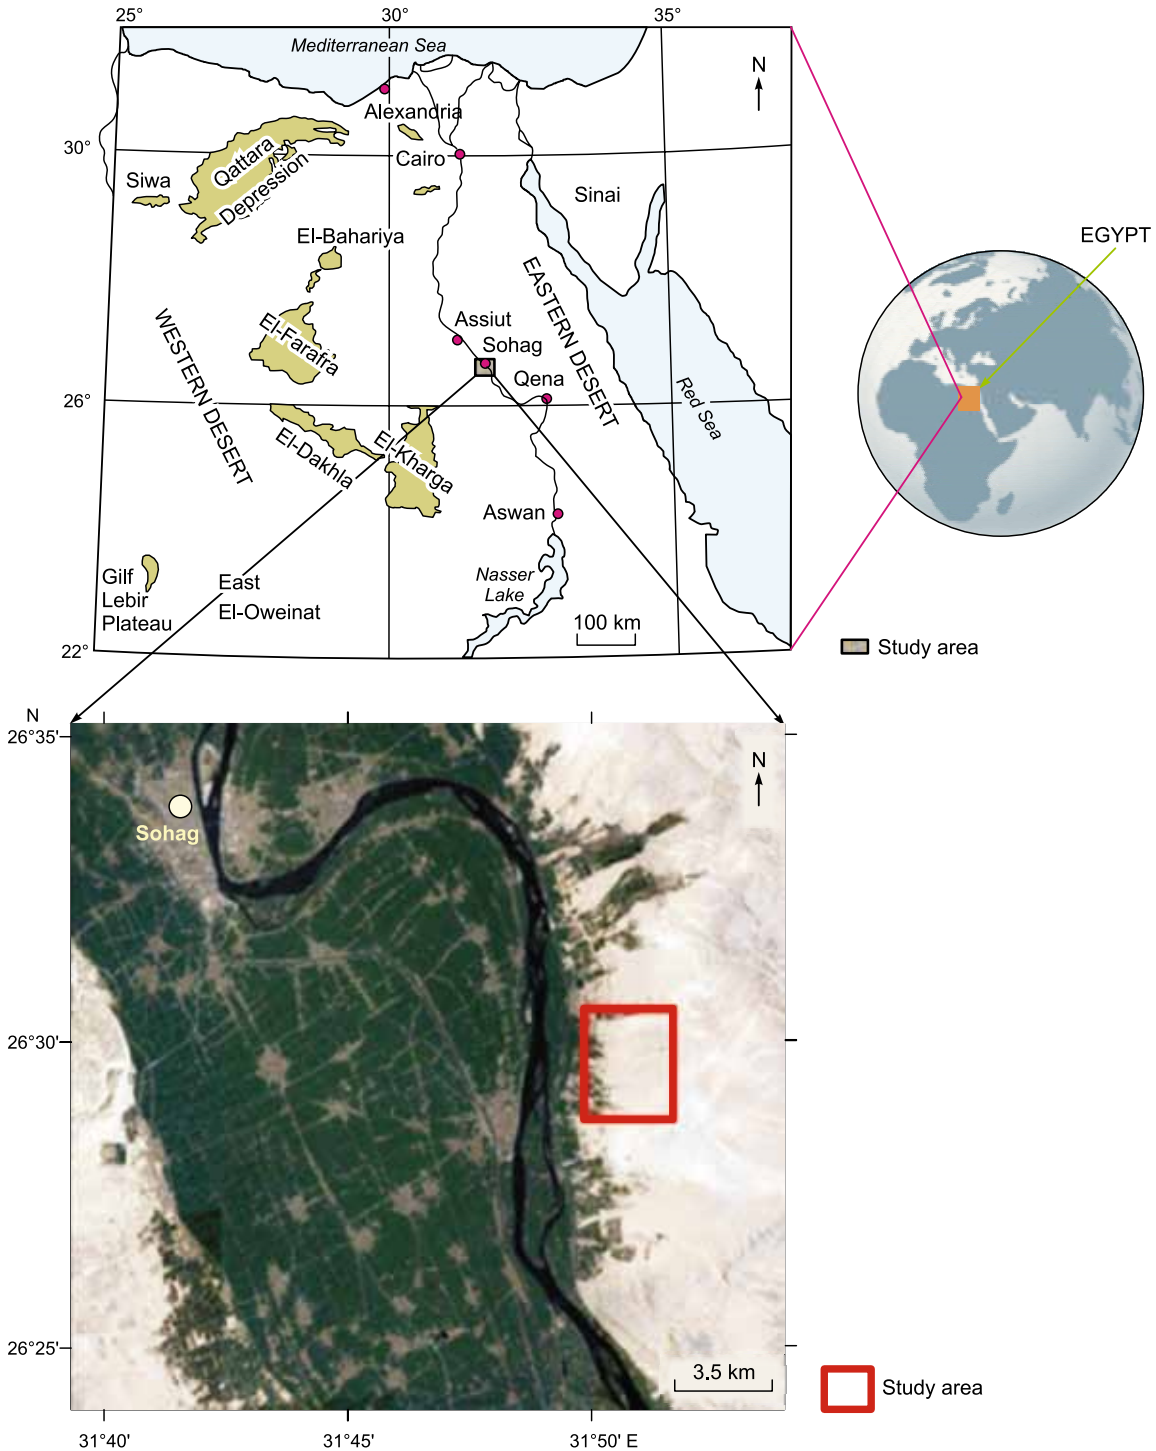 25°
30°
35°
Mediterranean Sea
N
Alexandria
30°
Cairo
Qattara
Depression
Siwa
Sinai
El-Bahariya
EGYPT
EASTERN DESERT
WESTERN DESERT
El-Farafra
Assiut
Sohag
Qena
Red Sea
26°
El-Dakhla
El-Kharga
Aswan
Gilf
Lebir
Plateau
East
El-Oweinat
Nasser
Lake
100 km
22°
Study area
N
26°35'
N
Sohag
26°30'
26°25'
3.5 km
Study area
31°40'
31°45'
31°50' E